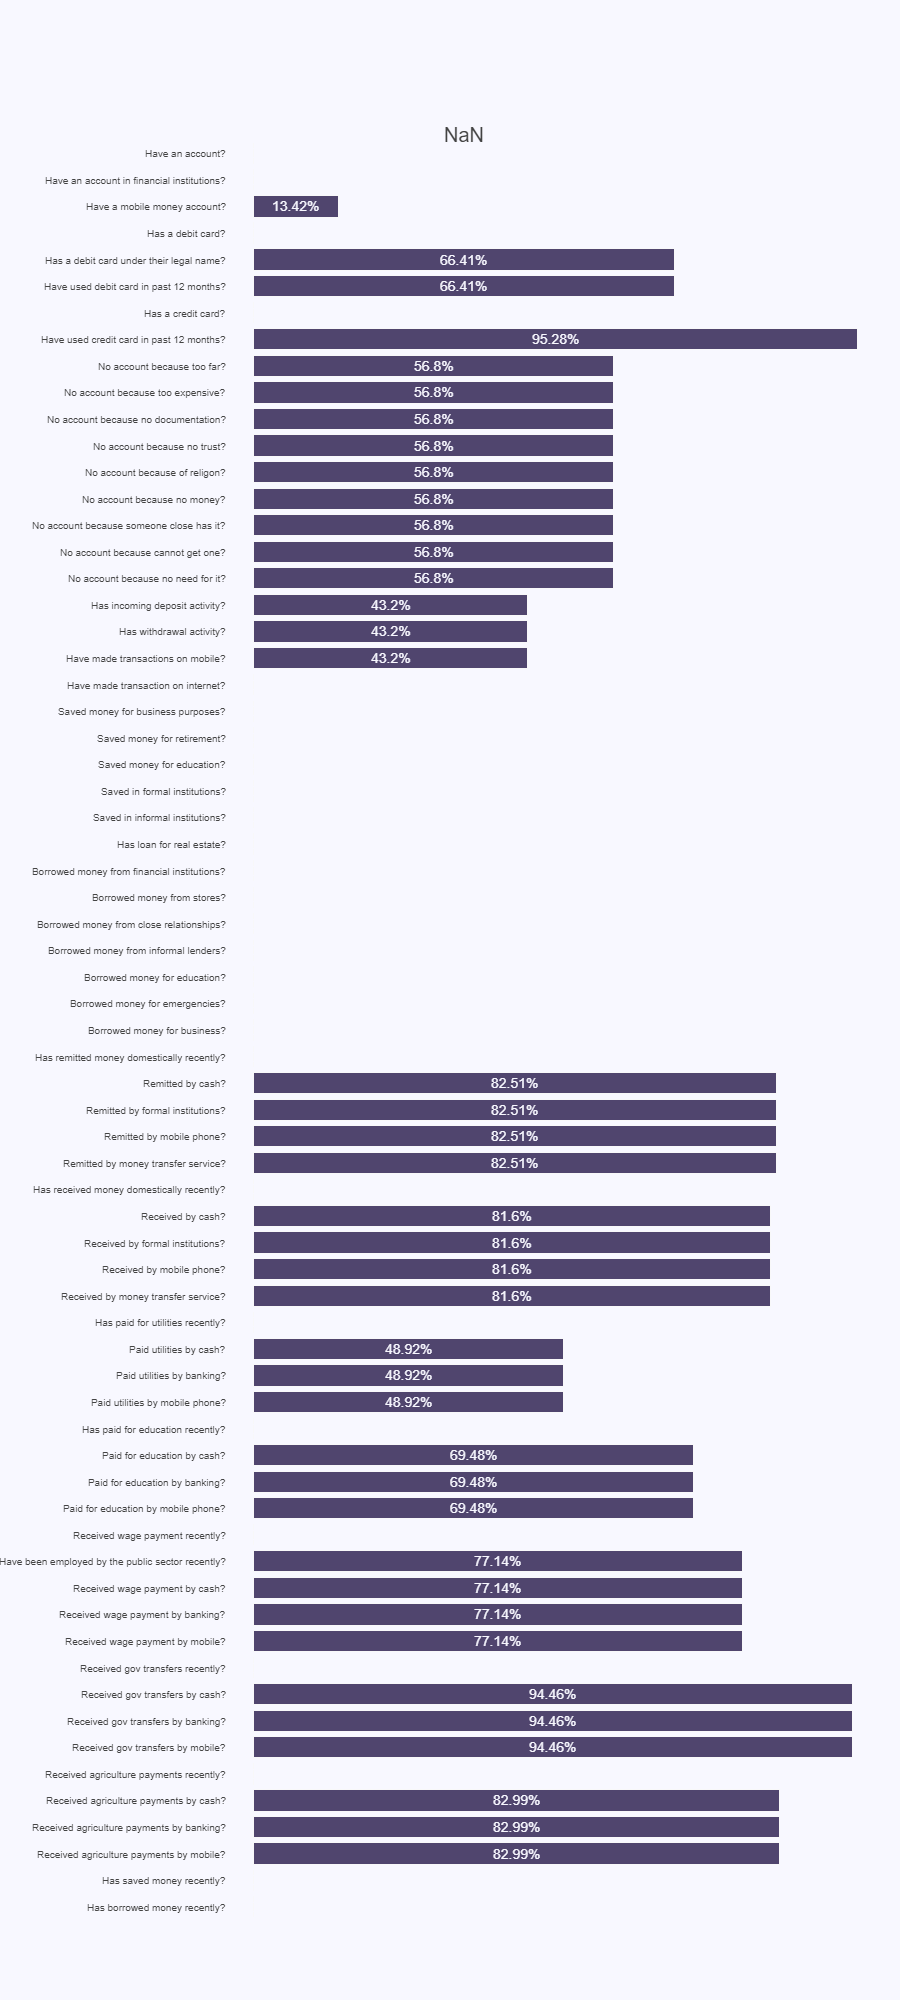 NaN
Have an account?
Have an account in financial institutions?
Have a mobile money account? 13.42%
Has a debit card?
Has a debit card under their legal name? 66.41%
Have used debit card in past 12 months? 66.41%
Has a credit card?
Have used credit card in past 12 months? 95.28%
No account because too far? 56.8%
No account because too expensive? 56.8%
No account because no documentation? 56.8%
No account because no trust? 56.8%
No account because of religon? 56.8%
No account because no money? 56.8%
No account because someone close has it? 56.8%
No account because cannot get one? 56.8%
No account because no need for it? 56.8%
Has incoming deposit activity? 43.2%
Has withdrawal activity? 43.2%
Have made transactions on mobile? 43.2%
Have made transaction on internet?
Saved money for business purposes?
Saved money for retirement?
Saved money for education?
Saved in formal institutions?
Saved in informal institutions?
Has loan for real estate?
Borrowed money from financial institutions?
Borrowed money from stores?
Borrowed money from close relationships?
Borrowed money from informal lenders?
Borrowed money for education?
Borrowed money for emergencies?
Borrowed money for business?
Has remitted money domestically recently?
Remitted by cash? 82.51%
Remitted by formal institutions? 82.51%
Remitted by mobile phone? 82.51%
Remitted by money transfer service? 82.51%
Has received money domestically recently?
Received by cash? 81.6%
Received by formal institutions? 81.6%
Received by mobile phone? 81.6%
Received by money transfer service? 81.6%
Has paid for utilities recently?
Paid utilities by cash? 48.92%
Paid utilities by banking? 48.92%
Paid utilities by mobile phone? 48.92%
Has paid for education recently?
Paid for education by cash? 69.48%
Paid for education by banking? 69.48%
Paid for education by mobile phone? 69.48%
Received wage payment recently?
Have been employed by the public sector recently? 77.14%
Received wage payment by cash? 77.14%
Received wage payment by banking? 77.14%
Received wage payment by mobile? 77.14%
Received gov transfers recently?
Received gov transfers by cash? 94.46%
Received gov transfers by banking? 94.46%
Received gov transfers by mobile? 94.46%
Received agriculture payments recently?
Received agriculture payments by cash? 82.99%
Received agriculture payments by banking? 82.99%
Received agriculture payments by mobile? 82.99%
Has saved money recently?
Has borrowed money recently?